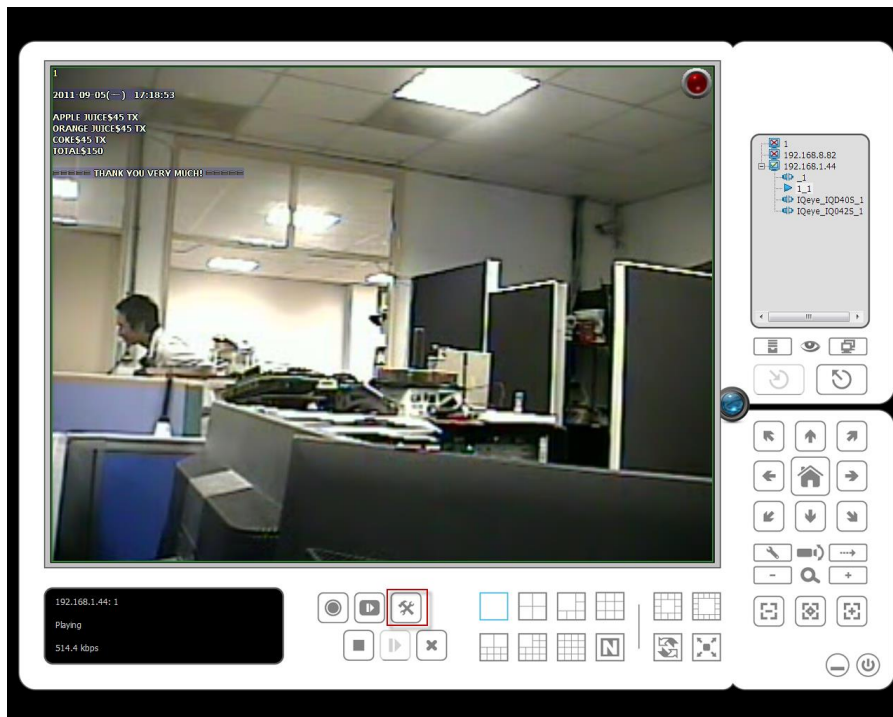 1
2011-09-05(一) 17:18:53
APPLE JUICE$45 TX
ORANGE JUICE$45 TX
COKE$45 TX
TOTAL$150
===== THANK YOU VERY MUCH! =====
1
192.168.8.82
192.168.1.44
_1
1_1
IQeye_IQD40S_1
IQeye_IQ042S_1
192.168.1.44: 1
Playing
514.4 kbps
N